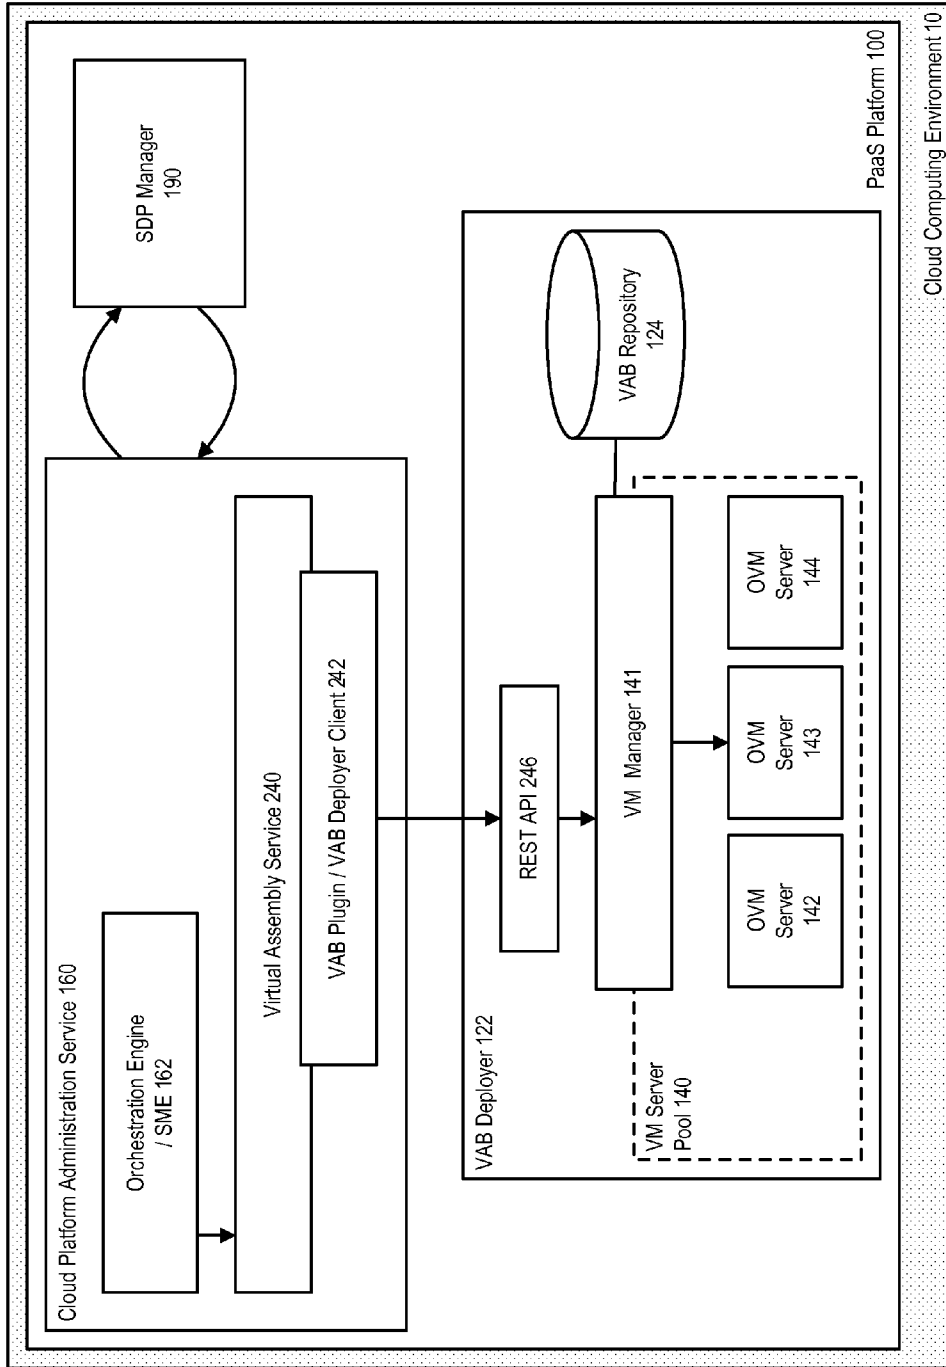 Cloud Platform Administration Service 160
Orchestration Engine
/ SME 162
Virtual Assembly Service 240
VAB Plugin / VAB Deployer Client 242
SDP Manager
190
VAB Deployer 122
REST API 246
VM Manager 141
VAB Repository
124
VM Server
Pool 140
OVM
Server
142
OVM
Server
143
OVM
Server
144
PaaS Platform 100
Cloud Computing Environment 10